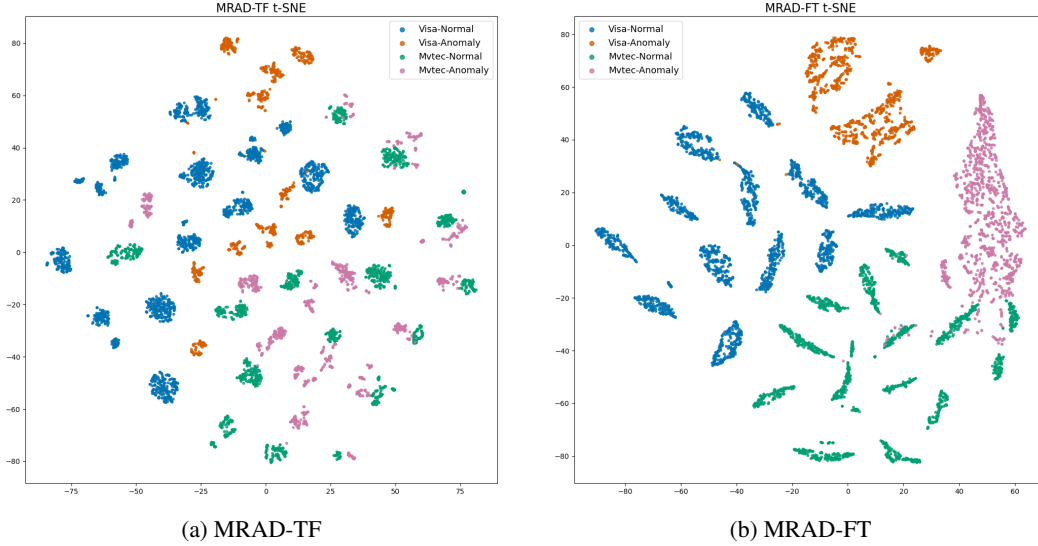 MRAD-TF t-SNE
Visa-Normal
Visa-Anomaly
Mvtec-Normal
Mvtec-Anomaly
80
60
40
20
0
−20
−40
−60
−80
−75
−50
−25
0
25
50
75
(a) MRAD-TF
MRAD-FT t-SNE
Visa-Normal
Visa-Anomaly
Mvtec-Normal
Mvtec-Anomaly
80
60
40
20
0
−20
−40
−60
−80
−80
−60
−40
−20
0
20
40
60
(b) MRAD-FT